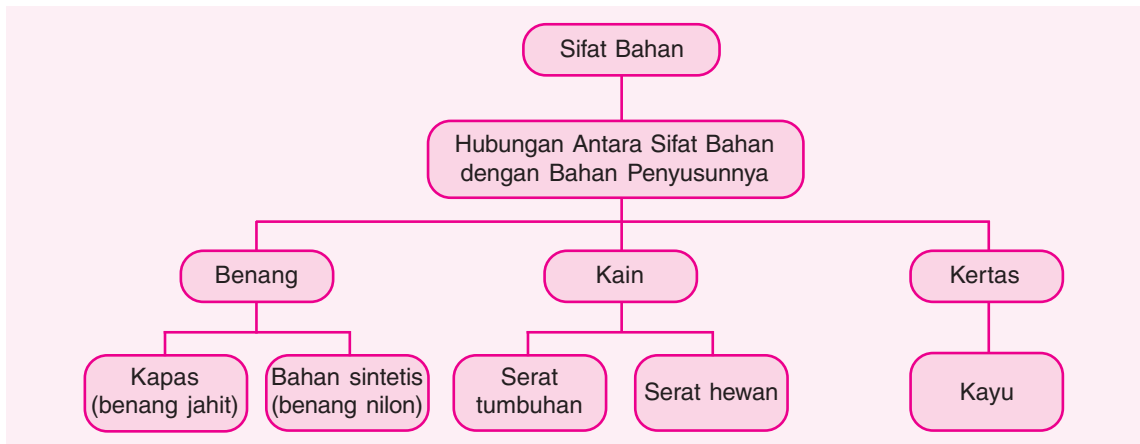 Sifat Bahan
Hubungan Antara Sifat Bahan
dengan Bahan Penyusunnya
Benang
Kain
Kertas
Kapas
(benang jahit)
Bahan sintetis
(benang nilon)
Serat
tumbuhan
Serat hewan
Kayu